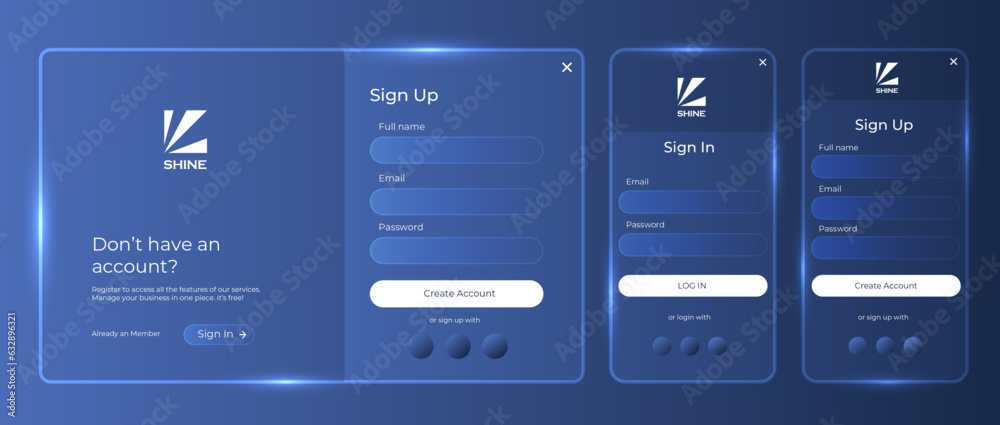 SHINE
Don't have an
account?
Register to access all the features of our services.
Manage your business in one piece. it's free!
Already an Member
Sign In →
×
Sign Up
Full name
Email
Password
Create Account
or sign up with
×
SHINE
Sign In
Email
Password
LOG IN
or login with
×
SHINE
Sign Up
Full name
Email
Password
Create Account
or sign up with
Adobe Stock | #632896321
Adobe Stock